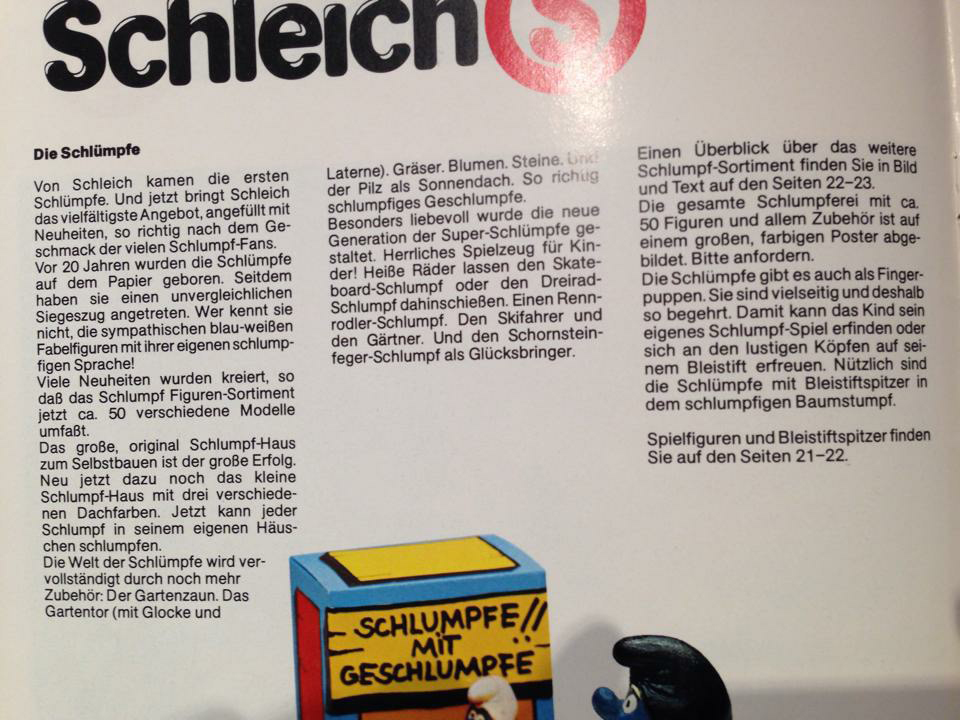 Schleich S
Die Schlümpfe
Von Schleich kamen die ersten
Schlümpfe. Und jetzt bringt Schleich
das vielfältigste Angebot, angefüllt mit
Neuheiten, so richtig nach dem Ge-
schmack der vielen Schlumpf-Fans.
Vor 20 Jahren wurden die Schlümpfe
auf dem Papier geboren. Seitdem
haben sie einen unvergleichlichen
Siegeszug angetreten. Wer kennt sie
nicht, die sympathischen blau-weißen
Fabelfiguren mit ihrer eigenen schlump-
figen Sprache!
Viele Neuheiten wurden kreiert, so
daß das Schlumpf Figuren-Sortiment
jetzt ca. 50 verschiedene Modelle
umfaßt.
Das große, original Schlumpf-Haus
zum Selbstbauen ist der große Erfolg.
Neu jetzt dazu noch das kleine
Schlumpf-Haus mit drei verschiede-
nen Dachfarben. Jetzt kann jeder
Schlumpf in seinem eigenen Häus-
chen schlumpfen.
Die Welt der Schlümpfe wird ver-
vollständigt durch noch mehr
Zubehör: Der Gartenzaun. Das
Gartentor (mit Glocke und
Laterne). Gräser. Blumen. Steine. Und
der Pilz als Sonnendach. So richtig
schlumpfiges Geschlumpfe.
Besonders liebevoll wurde die neue
Generation der Super-Schlümpfe ge-
staltet. Herrliches Spielzeug für Kin-
der! Heiße Räder lassen den Skate-
board-Schlumpf oder den Dreirad-
Schlumpf dahinschießen. Einen Renn-
rodler-Schlumpf. Den Skifahrer und
den Gärtner. Und den Schornstein-
feger-Schlumpf als Glücksbringer.
Einen Überblick über das weitere
Schlumpf-Sortiment finden Sie in Bild
und Text auf den Seiten 22–23.
Die gesamte Schlumpferei mit ca.
50 Figuren und allem Zubehör ist auf
einem großen, farbigen Poster abge-
bildet. Bitte anfordern.
Die Schlümpfe gibt es auch als Finger-
puppen. Sie sind vielseitig und deshalb
so begehrt. Damit kann das Kind sein
eigenes Schlumpf-Spiel erfinden oder
sich an den lustigen Köpfen auf sei-
nem Bleistift erfreuen. Nützlich sind
die Schlümpfe mit Bleistiftspitzer in
dem schlumpfigen Baumstumpf.
Spielfiguren und Bleistiftspitzer finden
Sie auf den Seiten 21–22.
SCHLUMPFE!!
MiT
GESCHLUMPFË